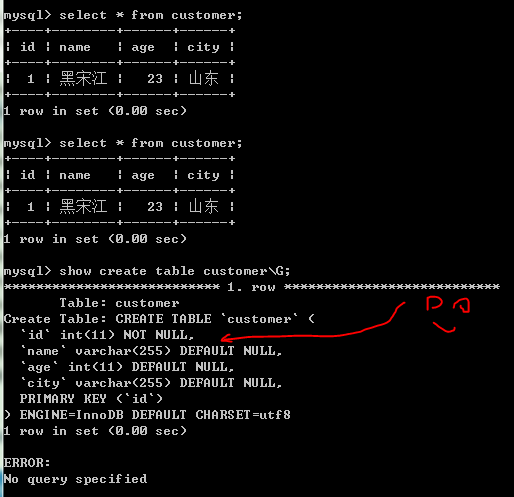 mysql> select * from customer;
+----+--------+------+------+
| id | name   | age  | city |
+----+--------+------+------+
|  1 | 黑宋江 |   23 | 山东 |
+----+--------+------+------+
1 row in set (0.00 sec)
mysql> select * from customer;
+----+--------+------+------+
| id | name   | age  | city |
+----+--------+------+------+
|  1 | 黑宋江 |   23 | 山东 |
+----+--------+------+------+
1 row in set (0.00 sec)
mysql> show create table customer\G;
*************************** 1. row ***************************
Table: customer
Create Table: CREATE TABLE `customer` (
`id` int(11) NOT NULL,
`name` varchar(255) DEFAULT NULL,
`age` int(11) DEFAULT NULL,
`city` varchar(255) DEFAULT NULL,
PRIMARY KEY (`id`)
) ENGINE=InnoDB DEFAULT CHARSET=utf8
1 row in set (0.00 sec)
ERROR:
No query specified